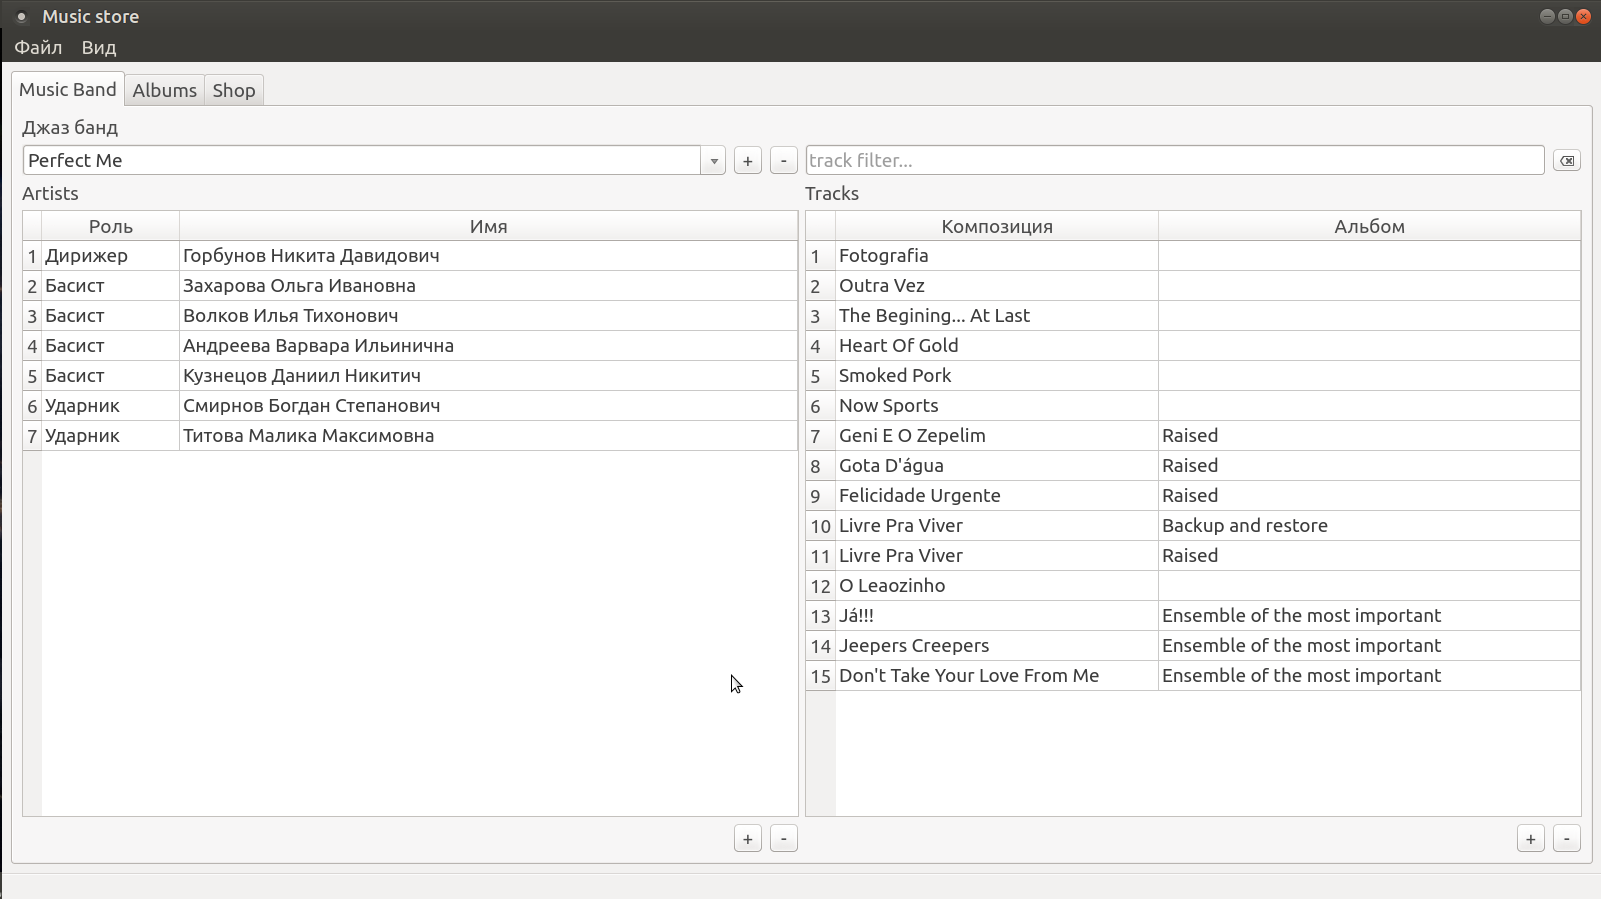 Music store
Файл Вид
Music Band Albums Shop
Джаз банд
Perfect Me + - track filter...
Artists Tracks
Роль Имя Композиция Альбом
1 Дирижер Горбунов Никита Давидович 1 Fotografia
2 Басист Захарова Ольга Ивановна 2 Outra Vez
3 Басист Волков Илья Тихонович 3 The Begining... At Last
4 Басист Андреева Варвара Ильинична 4 Heart Of Gold
5 Басист Кузнецов Даниил Никитич 5 Smoked Pork
6 Ударник Смирнов Богдан Степанович 6 Now Sports
7 Ударник Титова Малика Максимовна 7 Geni E O Zepelim Raised
8 Gota D'água Raised
9 Felicidade Urgente Raised
10 Livre Pra Viver Backup and restore
11 Livre Pra Viver Raised
12 O Leaozinho
13 Já!!! Ensemble of the most important
14 Jeepers Creepers Ensemble of the most important
15 Don't Take Your Love From Me Ensemble of the most important
+ - + -